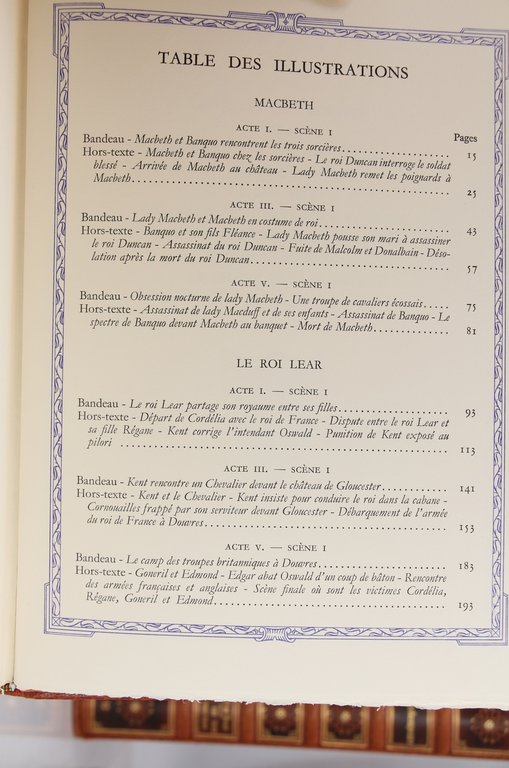 TABLE DES ILLUSTRATIONS
MACBETH
ACTE I. — SCÈNE I
Pages
Bandeau - Macbeth et Banquo rencontrent les trois sorcières.................... 15
Hors-texte - Macbeth et Banquo chez les sorcières - Le roi Duncan interroge le soldat
blessé - Arrivée de Macbeth au château - Lady Macbeth remet les poignards à
Macbeth.................... 25
ACTE III. — SCÈNE I
Bandeau - Lady Macbeth et Macbeth en costume de roi.................... 43
Hors-texte - Banquo et son fils Fléance - Lady Macbeth pousse son mari à assassiner
le roi Duncan - Assassinat du roi Duncan - Fuite de Malcolm et Donalbain - Déso-
lation après la mort du roi Duncan.................... 57
ACTE V. — SCÈNE I
Bandeau - Obsession nocturne de lady Macbeth - Une troupe de cavaliers écossais..... 75
Hors-texte - Assassinat de lady Macduff et de ses enfants - Assassinat de Banquo - Le
spectre de Banquo devant Macbeth au banquet - Mort de Macbeth.............. 81
LE ROI LEAR
ACTE I. — SCÈNE I
Bandeau - Le roi Lear partage son royaume entre ses filles.................... 93
Hors-texte - Départ de Cordélia avec le roi de France - Dispute entre le roi Lear et
sa fille Régane - Kent corrige l'intendant Oswald - Punition de Kent exposé au
pilori .................... 113
ACTE III. — SCÈNE I
Bandeau - Kent rencontre un Chevalier devant le château de Gloucester............ 141
Hors-texte - Kent et le Chevalier - Kent insiste pour conduire le roi dans la cabane -
Cornouailles frappé par son serviteur devant Gloucester - Débarquement de l'armée
du roi de France à Douvres.................... 153
ACTE V. — SCÈNE I
Bandeau - Le camp des troupes britanniques à Douvres.................... 183
Hors-texte - Goneril et Edmond - Edgar abat Oswald d'un coup de bâton - Rencontre
des armées françaises et anglaises - Scène finale où sont les victimes Cordélia,
Régane, Goneril et Edmond.................... 193